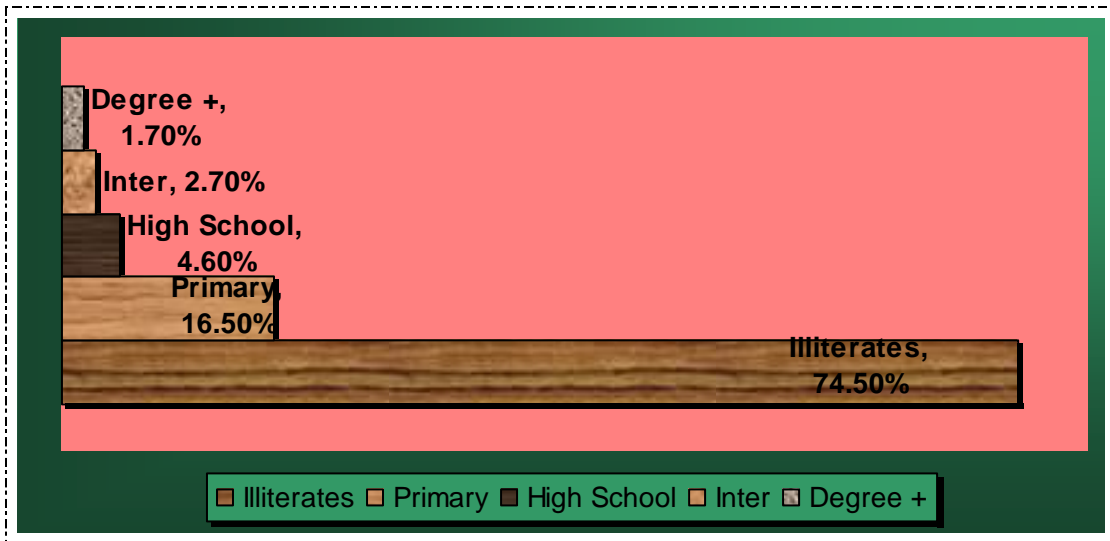 Degree +,
1.70%
Inter, 2.70%
High School,
4.60%
Primary,
16.50%
Illiterates,
74.50%
Illiterates Primary High School Inter Degree +